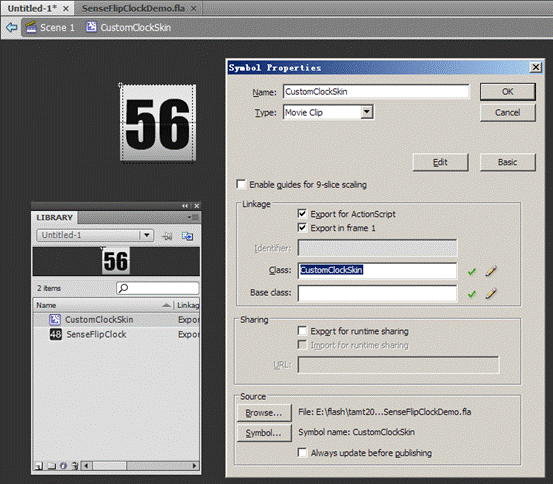 Untitled-1* × SenseFlipClockDemo.fla ×
Scene 1 CustomClockSkin
56
LIBRARY
Untitled-1
56
2 items
Name Linkag
CustomClockSkin Expor
48 SenseFlipClock Expor
Symbol Properties
Name: CustomClockSkin OK
Type: Movie Clip Cancel
Edit Basic
Enable guides for 9-slice scaling
Linkage
Export for ActionScript
Export in frame 1
Identifier:
Class: CustomClockSkin
Base class:
Sharing
Export for runtime sharing
Import for runtime sharing
URL:
Source
Browse... File: E:\flash\tamt20...SenseFlipClockDemo.fla
Symbol... Symbol name: CustomClockSkin
Always update before publishing